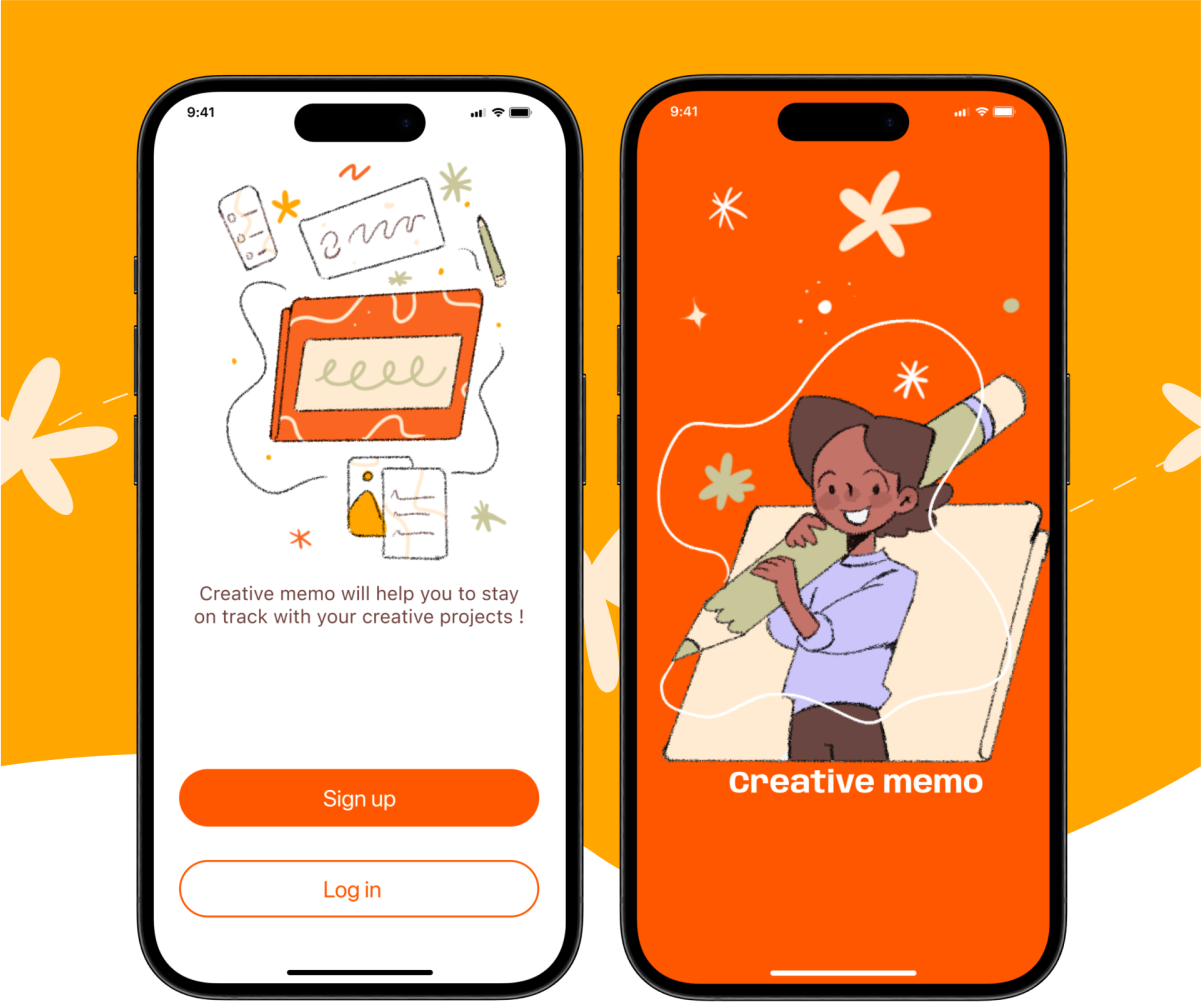 9:41
Creative memo will help you to stay
on track with your creative projects !
Sign up
Log in
9:41
Creative memo